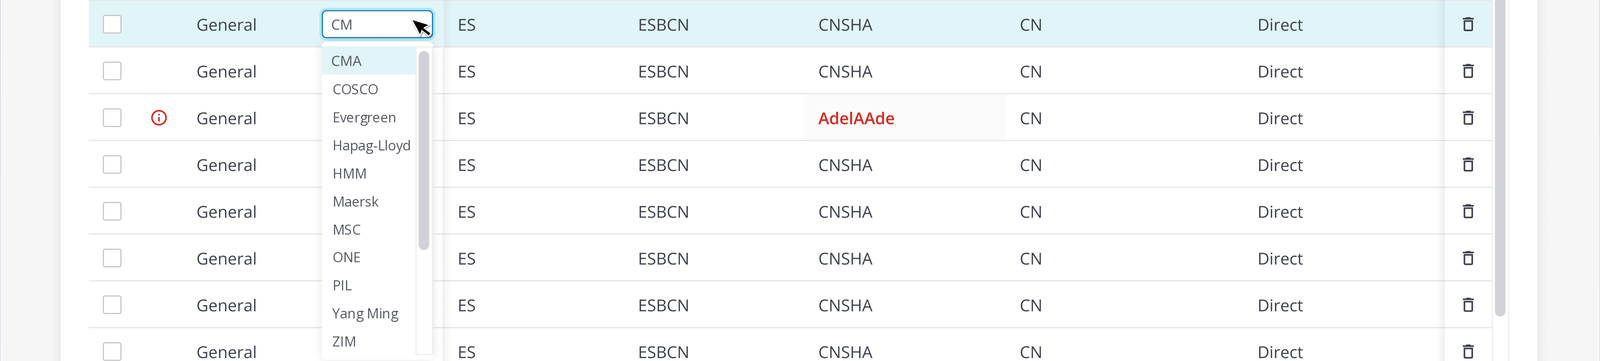 General CM ES ESBCN CNSHA CN Direct
CMA
General ES ESBCN CNSHA CN Direct
COSCO
General Evergreen ES ESBCN AdelAAde CN Direct
Hapag-Lloyd
General ES ESBCN CNSHA CN Direct
HMM
Maersk
General ES ESBCN CNSHA CN Direct
MSC
General ONE ES ESBCN CNSHA CN Direct
PIL
General ES ESBCN CNSHA CN Direct
Yang Ming
ZIM
General ES ESBCN CNSHA CN Direct